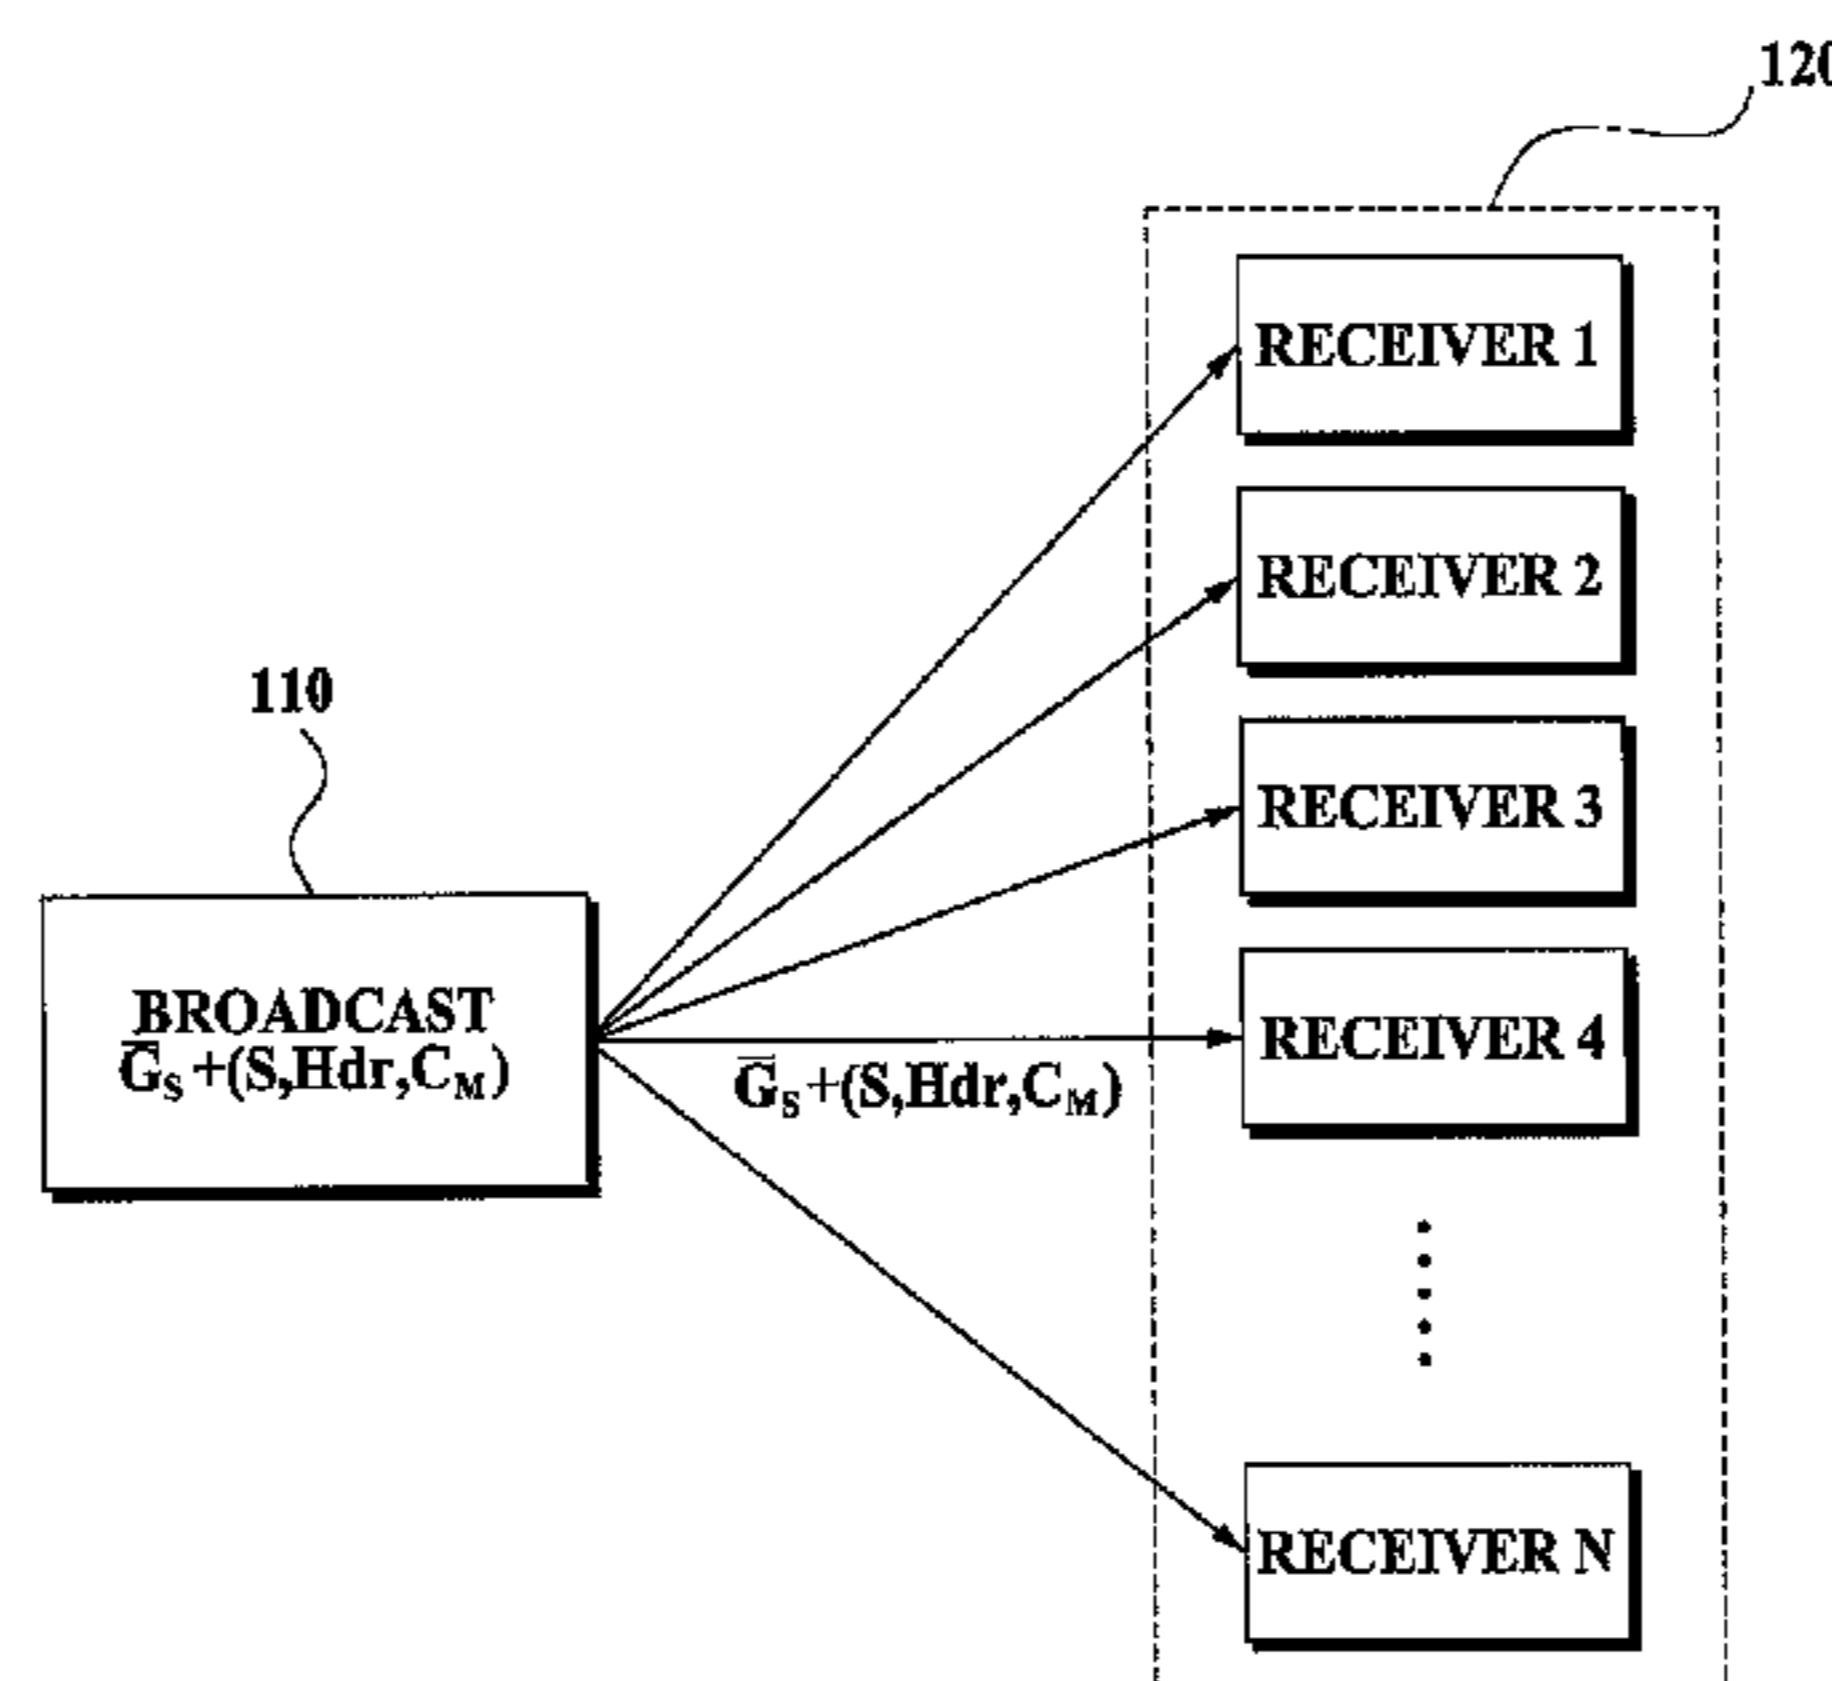 120
RECEIVER 1
RECEIVER 2
110
RECEIVER 3
BROADCAST
G̅S+(S,Hdr,CM)
RECEIVER 4
G̅S+(S,Hdr,CM)
RECEIVER N